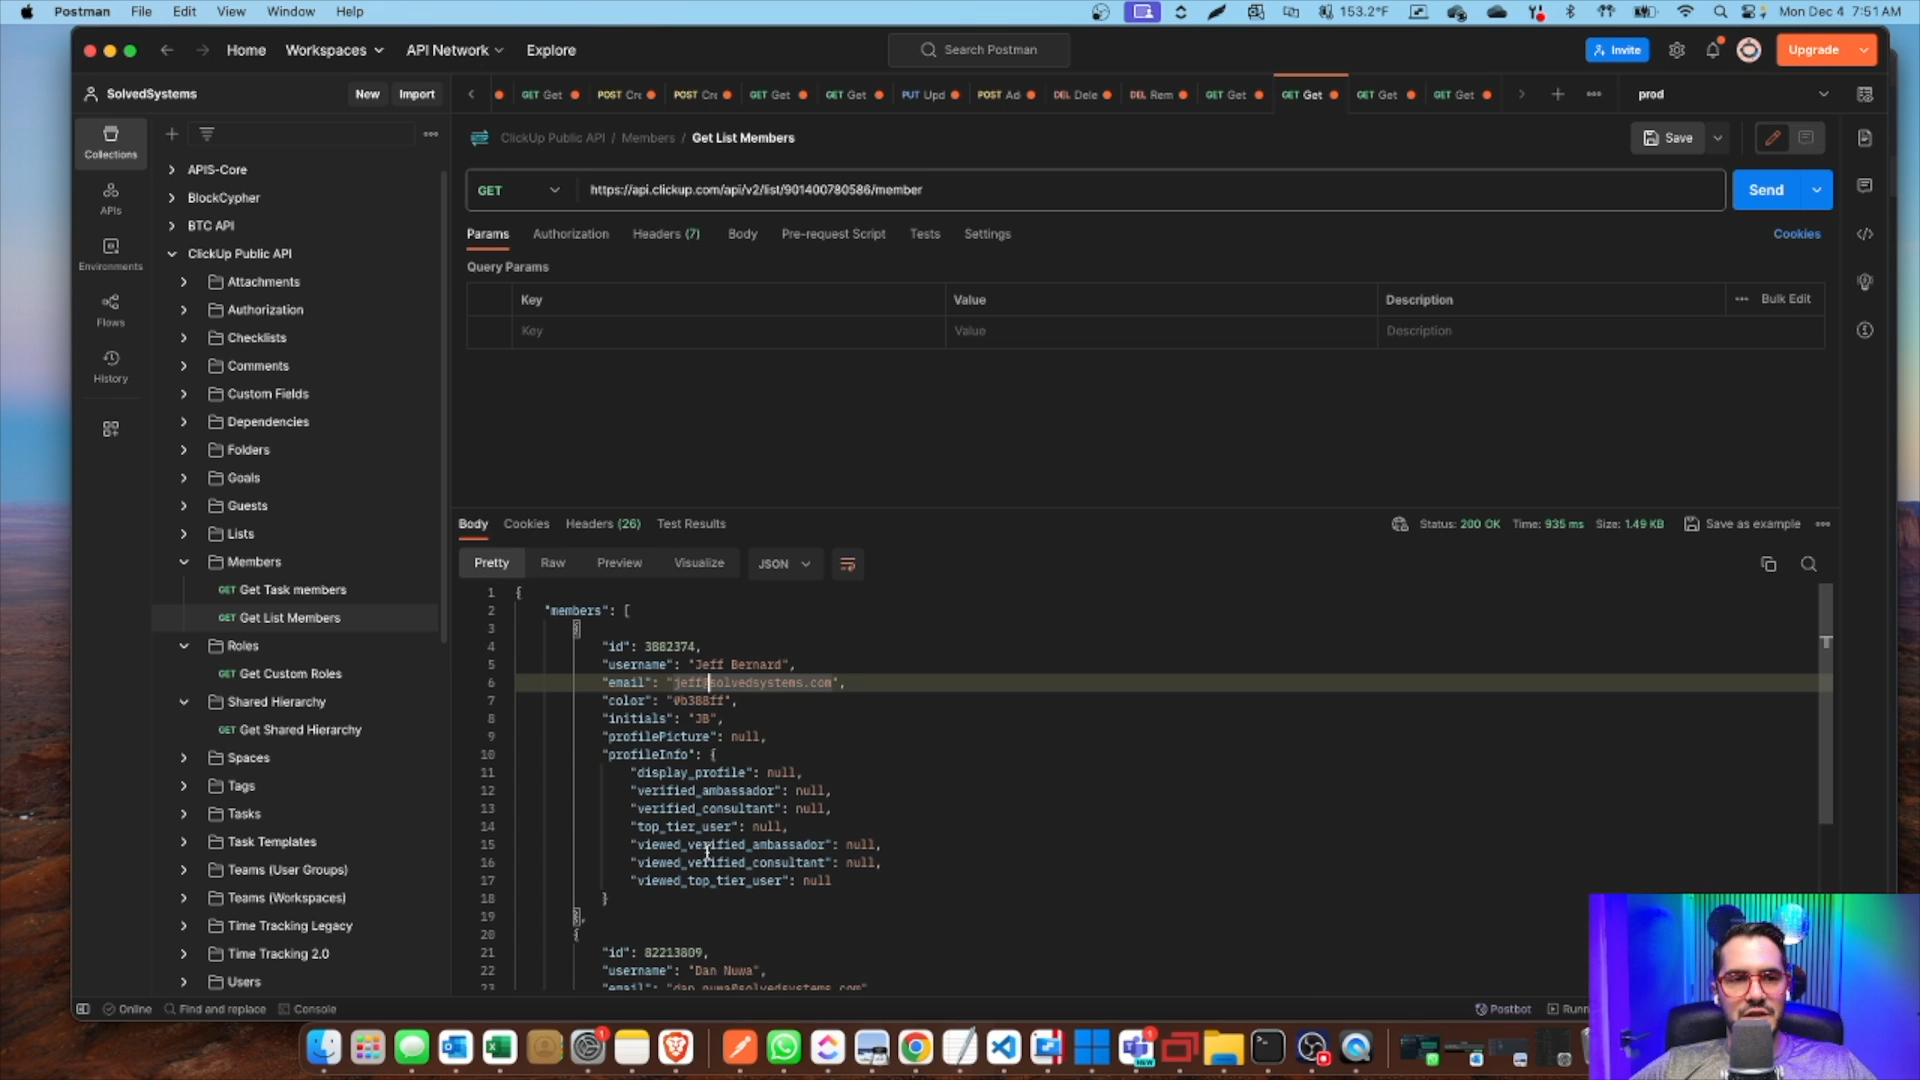 Postman File Edit View Window Help
153.2°F
Mon Dec 4 7:51AM
Home Workspaces API Network Explore
Search Postman
Invite
Upgrade
SolvedSystems
New Import
GET Get
POST Cre
POST Cre
GET Get
GET Get
PUT Upd
POST Ad
DEL Dele
DEL Rem
GET Get
GET Get
GET Get
GET Get
prod
Collections
APIs
Environments
Flows
History
APIS-Core
BlockCypher
BTC API
ClickUp Public API
Attachments
Authorization
Checklists
Comments
Custom Fields
Dependencies
Folders
Goals
Guests
Lists
Members
GET Get Task members
GET Get List Members
Roles
GET Get Custom Roles
Shared Hierarchy
GET Get Shared Hierarchy
Spaces
Tags
Tasks
Task Templates
Teams (User Groups)
Teams (Workspaces)
Time Tracking Legacy
Time Tracking 2.0
Users
ClickUp Public API / Members / Get List Members
Save
GET https://api.clickup.com/api/v2/list/901400780586/member
Send
Params Authorization Headers (7) Body Pre-request Script Tests Settings
Cookies
Query Params
Key Value Description Bulk Edit
Key Value Description
Body Cookies Headers (26) Test Results
Status: 200 OK Time: 935 ms Size: 1.49 KB Save as example
Pretty Raw Preview Visualize JSON
1 {
2 "members": [
3 {
4 "id": 3882374,
5 "username": "Jeff Bernard",
6 "email": "jeff@solvedsystems.com",
7 "color": "#b388ff",
8 "initials": "JB",
9 "profilePicture": null,
10 "profileInfo": {
11 "display_profile": null,
12 "verified_ambassador": null,
13 "verified_consultant": null,
14 "top_tier_user": null,
15 "viewed_verified_ambassador": null,
16 "viewed_verified_consultant": null,
17 "viewed_top_tier_user": null
18 }
19 },
20 {
21 "id": 82213809,
22 "username": "Dan Nuwa",
23 "email": "dan.nuwa@solvedsystems.com"
Online Find and replace Console
Postbot Runn